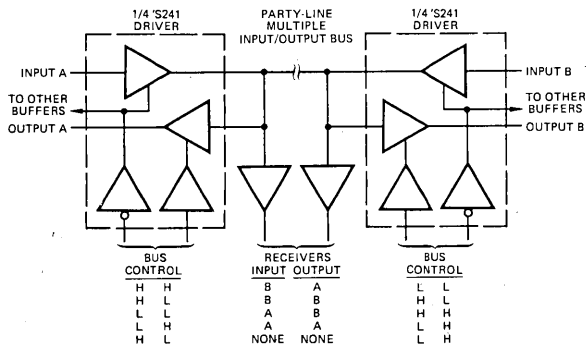 1/4 'S241
DRIVER
PARTY-LINE
MULTIPLE
INPUT/OUTPUT BUS
1/4 'S241
DRIVER
INPUT A
INPUT B
TO OTHER
BUFFERS
TO OTHER
BUFFERS
OUTPUT A
OUTPUT B
BUS
CONTROL
RECEIVERS
INPUT OUTPUT
BUS
CONTROL
H H B A L L
H L B B H L
L L A B H H
L H A A L H
H L NONE NONE H L